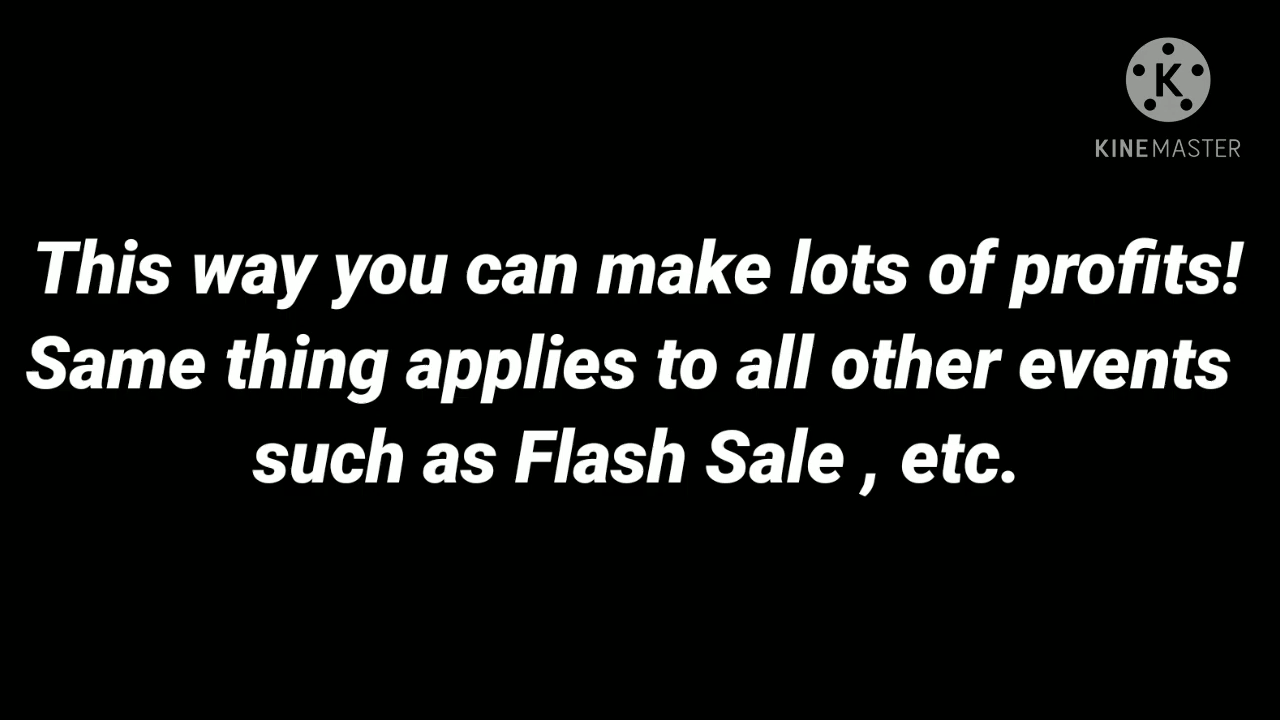 K
KINEMASTER
This way you can make lots of profits!
Same thing applies to all other events
such as Flash Sale , etc.